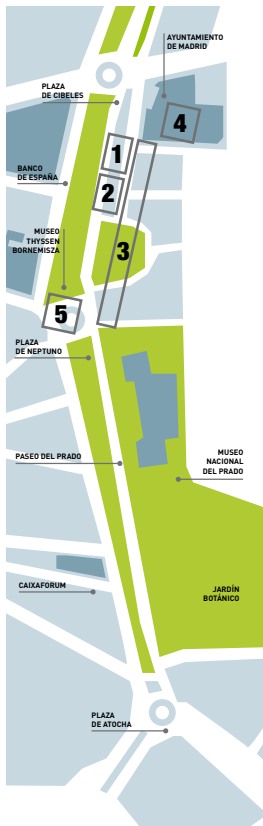 AYUNTAMIENTO
DE MADRID
PLAZA
DE CIBELES
4
1
BANCO
DE ESPAÑA
2
MUSEO
THYSSEN
BORNEMISZA
3
5
PLAZA
DE NEPTUNO
PASEO DEL PRADO
MUSEO
NACIONAL
DEL PRADO
CAIXAFORUM
JARDÍN
BOTÁNICO
PLAZA
DE ATOCHA